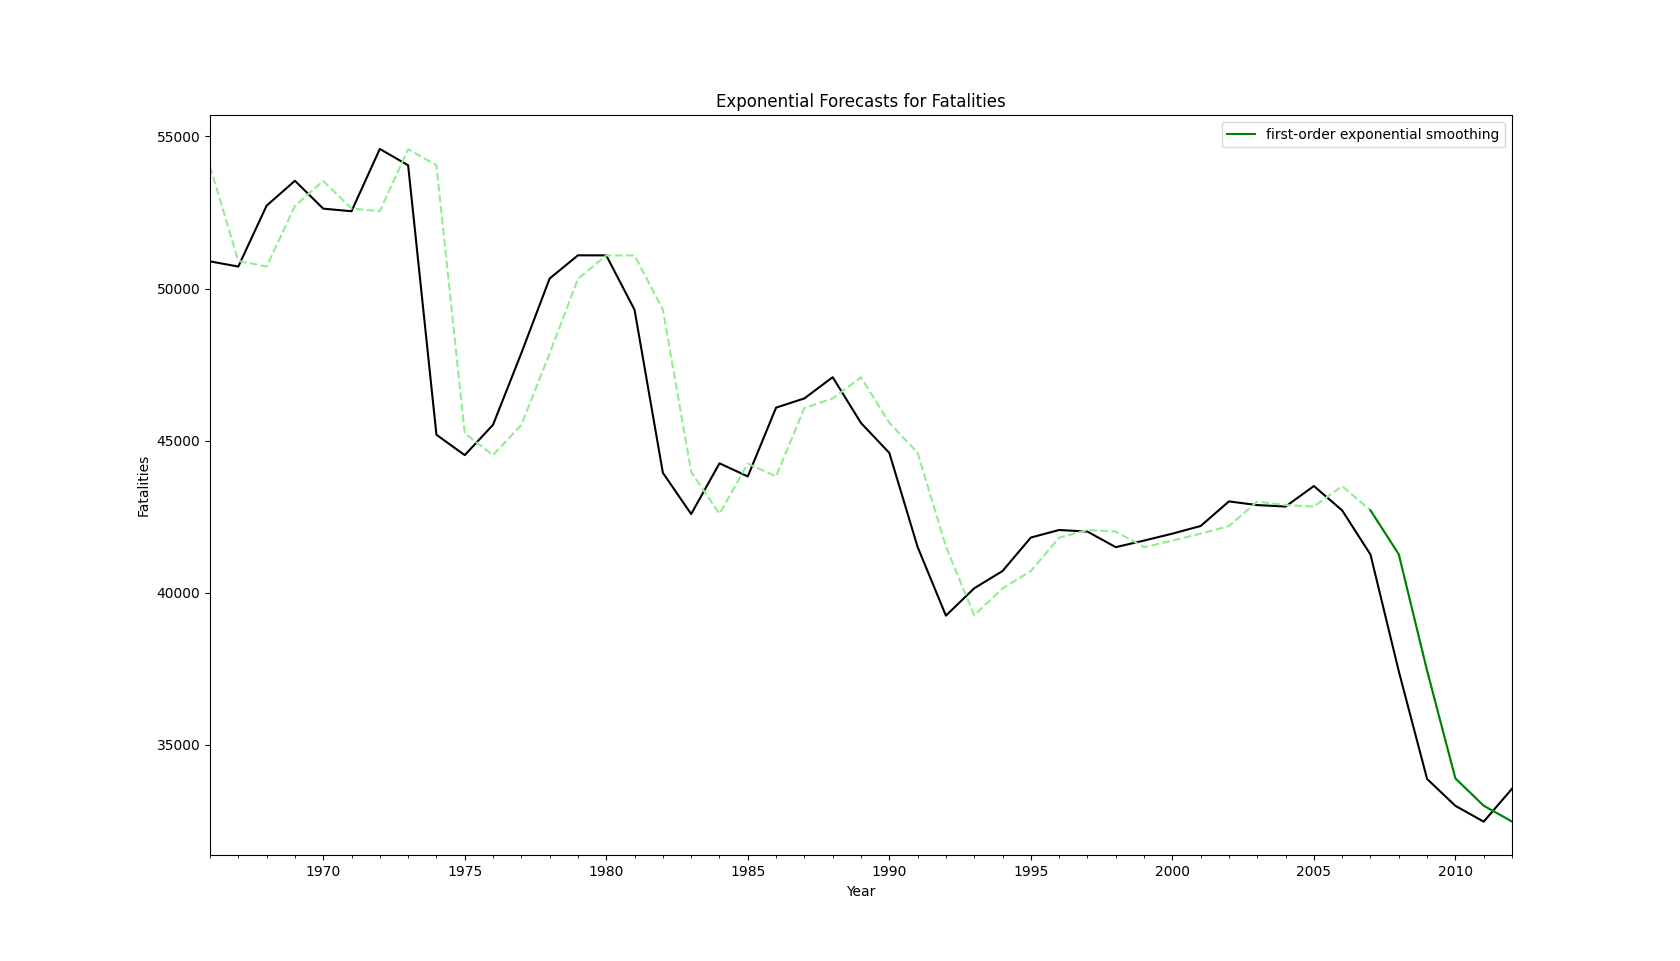 Exponential Forecasts for Fatalities
first-order exponential smoothing
55000
50000
45000
40000
35000
Fatalities
1970 1975 1980 1985 1990 1995 2000 2005 2010
Year